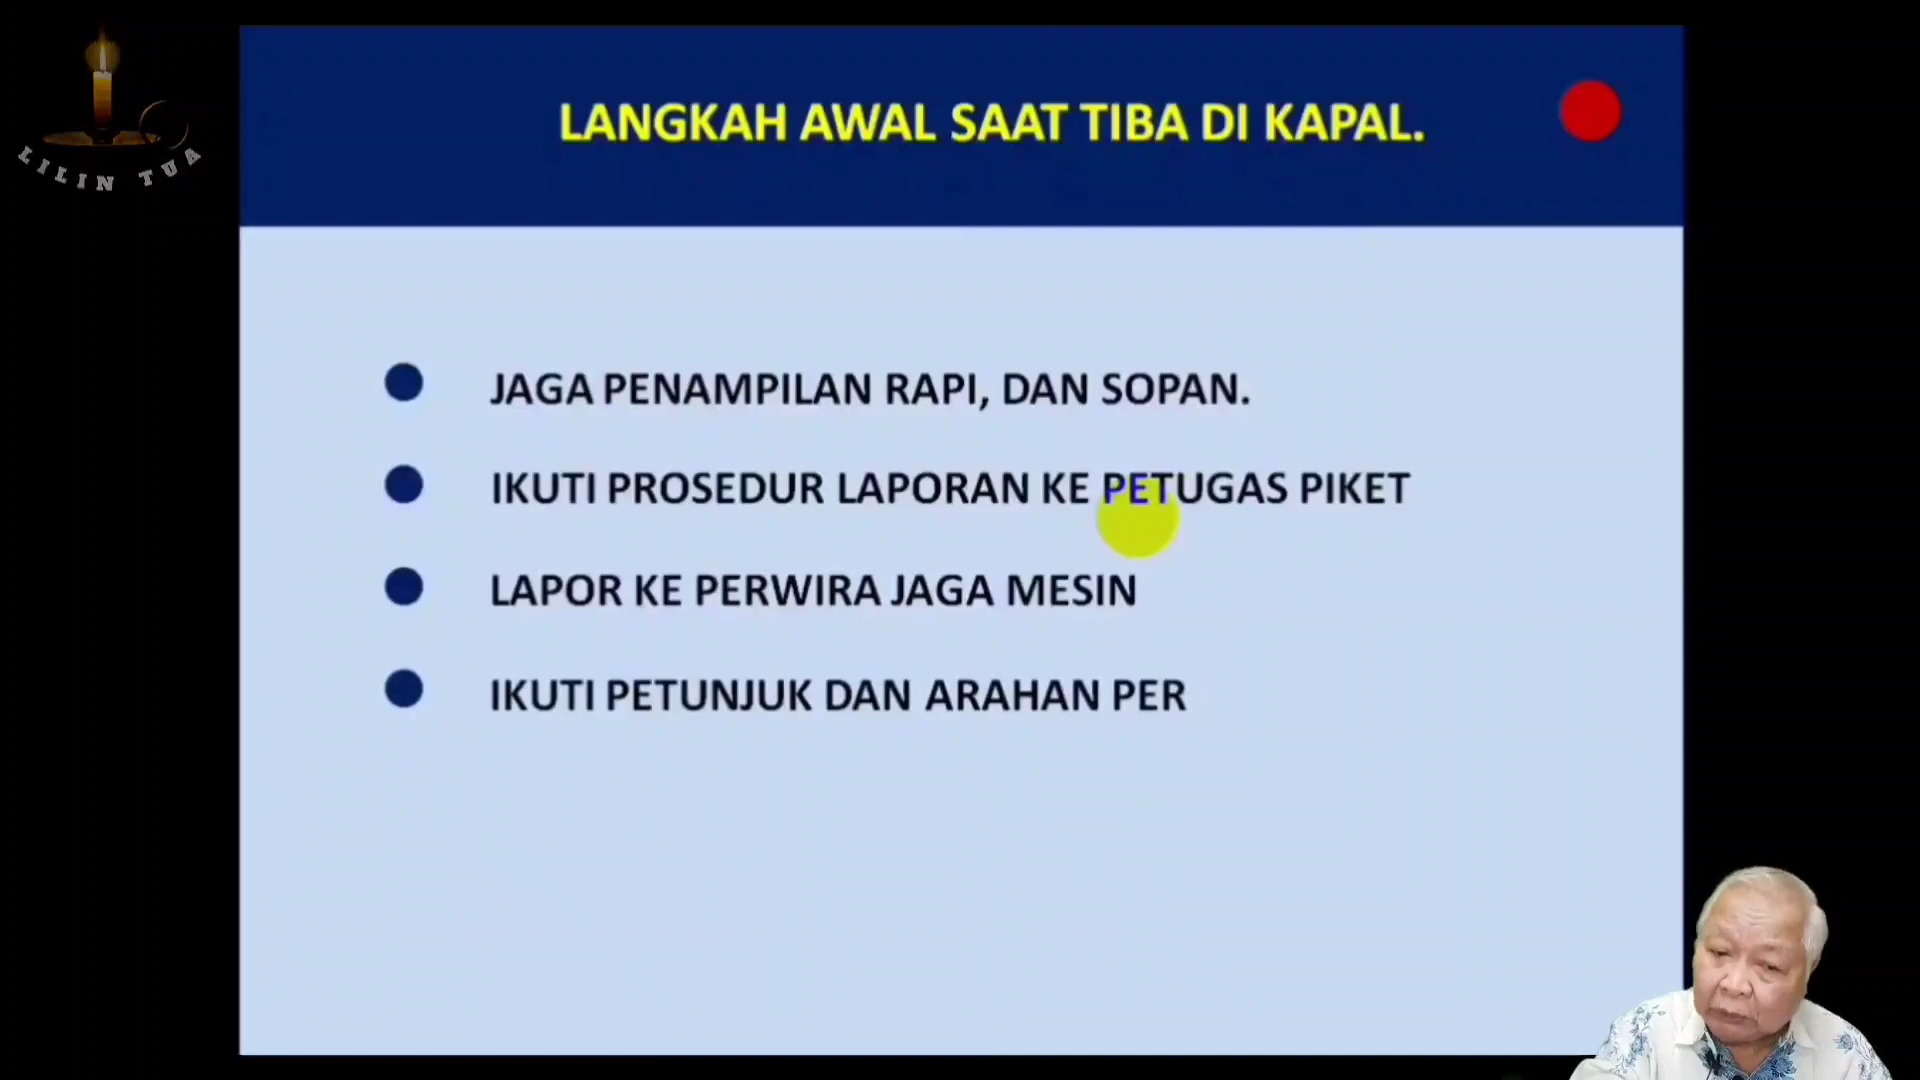 LILIN TUA
LANGKAH AWAL SAAT TIBA DI KAPAL.
JAGA PENAMPILAN RAPI, DAN SOPAN.
IKUTI PROSEDUR LAPORAN KE PETUGAS PIKET
LAPOR KE PERWIRA JAGA MESIN
IKUTI PETUNJUK DAN ARAHAN PER